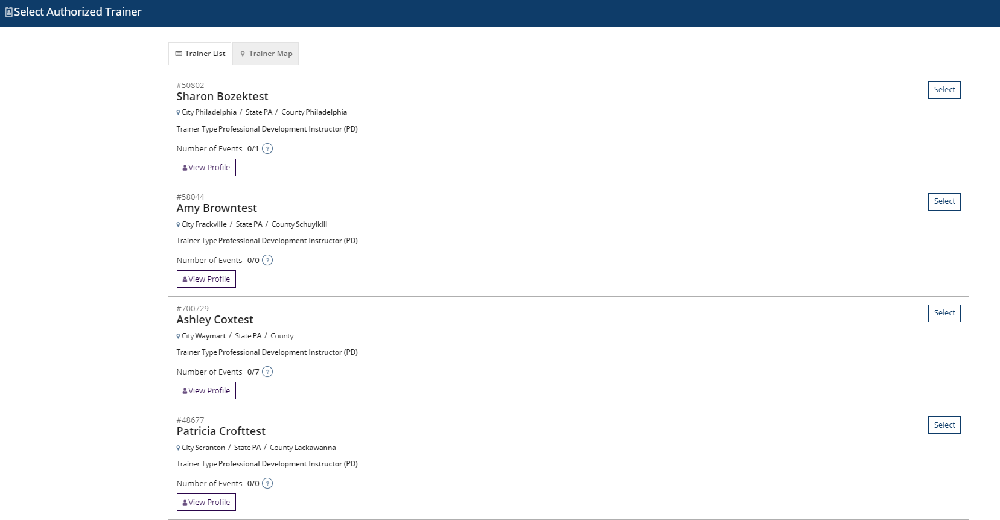 Select Authorized Trainer
Trainer List
Trainer Map
#50802
Select
Sharon Bozektest
City Philadelphia / State PA / County Philadelphia
Trainer Type Professional Development Instructor (PD)
Number of Events 0/1 ?
View Profile
#58044
Select
Amy Browntest
City Frackville / State PA / County Schuylkill
Trainer Type Professional Development Instructor (PD)
Number of Events 0/0 ?
View Profile
#700729
Select
Ashley Coxtest
City Waymart / State PA / County
Trainer Type Professional Development Instructor (PD)
Number of Events 0/7 ?
View Profile
#48677
Select
Patricia Crofttest
City Scranton / State PA / County Lackawanna
Trainer Type Professional Development Instructor (PD)
Number of Events 0/0 ?
View Profile